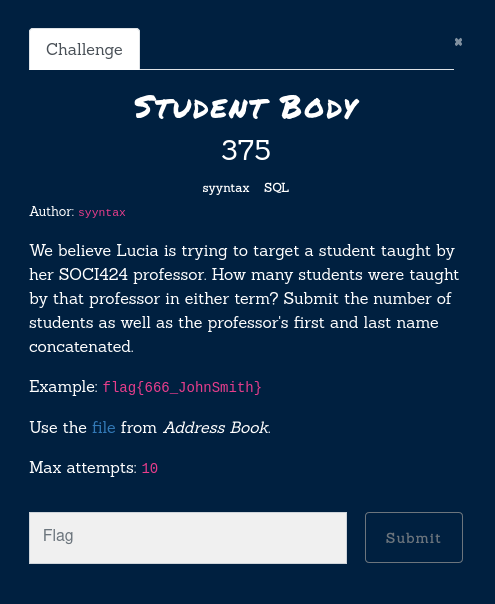 Challenge
×
Student Body
375
syyntax SQL
Author: syyntax
We believe Lucia is trying to target a student taught by
her SOCI424 professor. How many students were taught
by that professor in either term? Submit the number of
students as well as the professor's first and last name
concatenated.
Example: flag{666_JohnSmith}
Use the file from Address Book.
Max attempts: 10
Flag
Submit